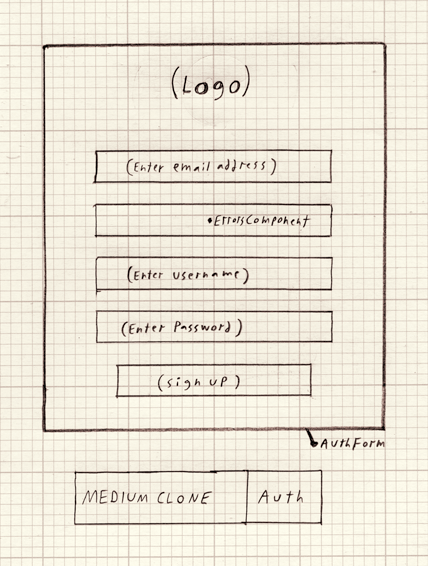 (Logo)
(Enter email address)
•ErrorsComponent
(Enter username)
(Enter Password)
(sign up)
AuthForm
MEDIUM CLONE
Auth